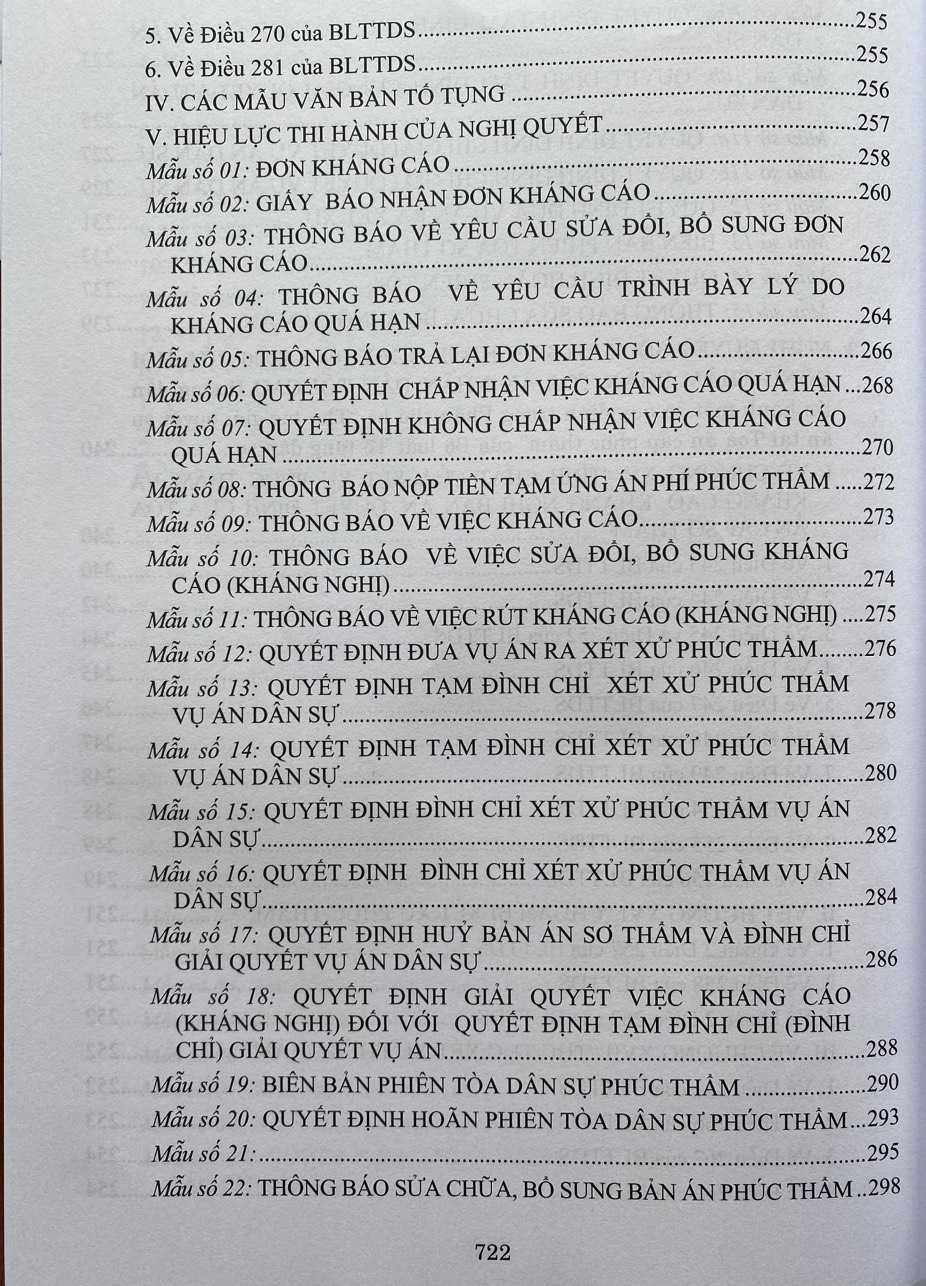 5. Về Điều 270 của BLTTDS..........255
6. Về Điều 281 của BLTTDS..........255
IV. CÁC MẪU VĂN BẢN TỐ TỤNG..........256
V. HIỆU LỰC THI HÀNH CỦA NGHỊ QUYẾT..........257
Mẫu số 01: ĐƠN KHÁNG CÁO..........258
Mẫu số 02: GIẤY BÁO NHẬN ĐƠN KHÁNG CÁO..........260
Mẫu số 03: THÔNG BÁO VỀ YÊU CẦU SỬA ĐỔI, BỔ SUNG ĐƠN
KHÁNG CÁO..........262
Mẫu số 04: THÔNG BÁO VỀ YÊU CẦU TRÌNH BÀY LÝ DO
KHÁNG CÁO QUÁ HẠN..........264
Mẫu số 05: THÔNG BÁO TRẢ LẠI ĐƠN KHÁNG CÁO..........266
Mẫu số 06: QUYẾT ĐỊNH CHẤP NHẬN VIỆC KHÁNG CÁO QUÁ HẠN...268
Mẫu số 07: QUYẾT ĐỊNH KHÔNG CHẤP NHẬN VIỆC KHÁNG CÁO
QUÁ HẠN..........270
Mẫu số 08: THÔNG BÁO NỘP TIỀN TẠM ỨNG ÁN PHÍ PHÚC THẨM.....272
Mẫu số 09: THÔNG BÁO VỀ VIỆC KHÁNG CÁO..........273
Mẫu số 10: THÔNG BÁO VỀ VIỆC SỬA ĐỔI, BỔ SUNG KHÁNG
CÁO (KHÁNG NGHỊ)..........274
Mẫu số 11: THÔNG BÁO VỀ VIỆC RÚT KHÁNG CÁO (KHÁNG NGHỊ)....275
Mẫu số 12: QUYẾT ĐỊNH ĐƯA VỤ ÁN RA XÉT XỬ PHÚC THẨM........276
Mẫu số 13: QUYẾT ĐỊNH TẠM ĐÌNH CHỈ XÉT XỬ PHÚC THẨM
VỤ ÁN DÂN SỰ..........278
Mẫu số 14: QUYẾT ĐỊNH TẠM ĐÌNH CHỈ XÉT XỬ PHÚC THẨM
VỤ ÁN DÂN SỰ..........280
Mẫu số 15: QUYẾT ĐỊNH ĐÌNH CHỈ XÉT XỬ PHÚC THẨM VỤ ÁN
DÂN SỰ..........282
Mẫu số 16: QUYẾT ĐỊNH ĐÌNH CHỈ XÉT XỬ PHÚC THẨM VỤ ÁN
DÂN SỰ..........284
Mẫu số 17: QUYẾT ĐỊNH HUỶ BẢN ÁN SƠ THẨM VÀ ĐÌNH CHỈ
GIẢI QUYẾT VỤ ÁN DÂN SỰ..........286
Mẫu số 18: QUYẾT ĐỊNH GIẢI QUYẾT VIỆC KHÁNG CÁO
(KHÁNG NGHỊ) ĐỐI VỚI QUYẾT ĐỊNH TẠM ĐÌNH CHỈ (ĐÌNH
CHỈ) GIẢI QUYẾT VỤ ÁN..........288
Mẫu số 19: BIÊN BẢN PHIÊN TÒA DÂN SỰ PHÚC THẨM..........290
Mẫu số 20: QUYẾT ĐỊNH HOÃN PHIÊN TÒA DÂN SỰ PHÚC THẨM...293
Mẫu số 21:..........295
Mẫu số 22: THÔNG BÁO SỬA CHỮA, BỔ SUNG BẢN ÁN PHÚC THẨM..298
722